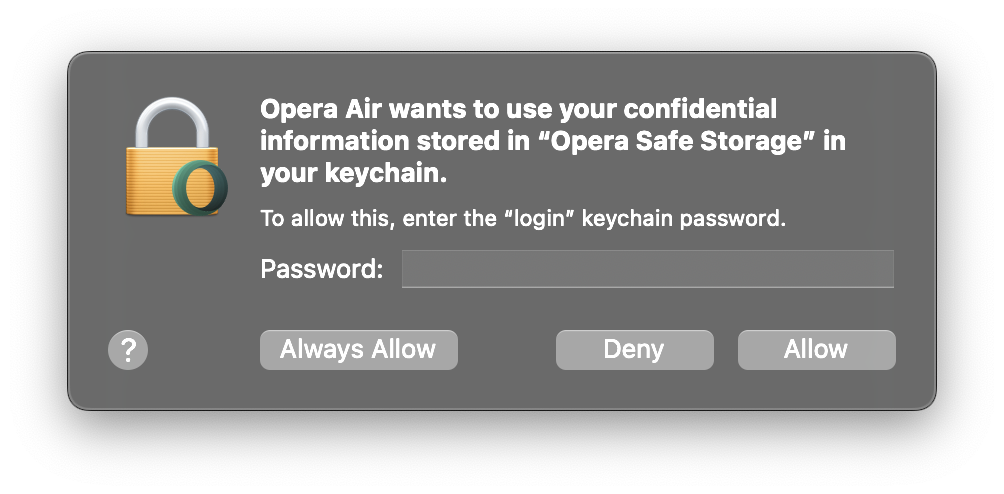 Opera Air wants to use your confidential
information stored in “Opera Safe Storage” in
your keychain.
To allow this, enter the “login” keychain password.
Password:
?
Always Allow
Deny
Allow